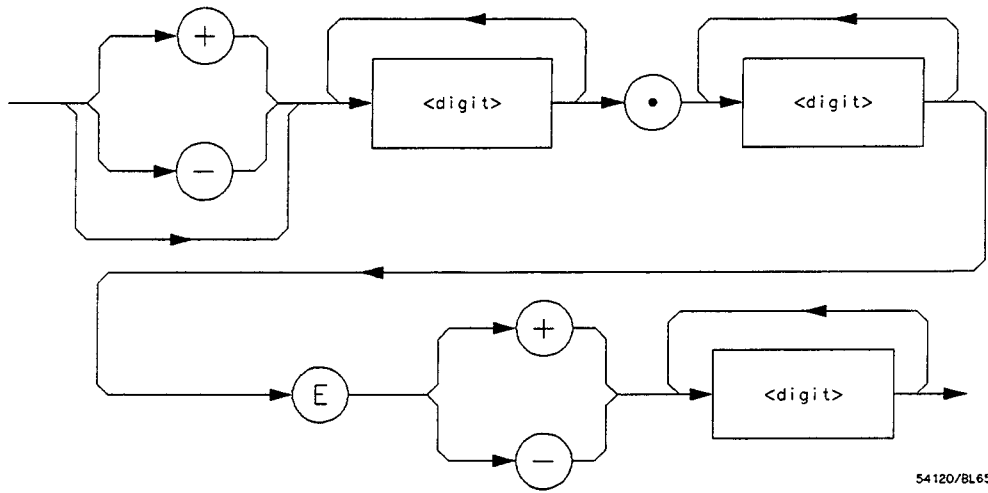 +
<digit> • <digit>
−
E + <digit>
−
54120/BL65